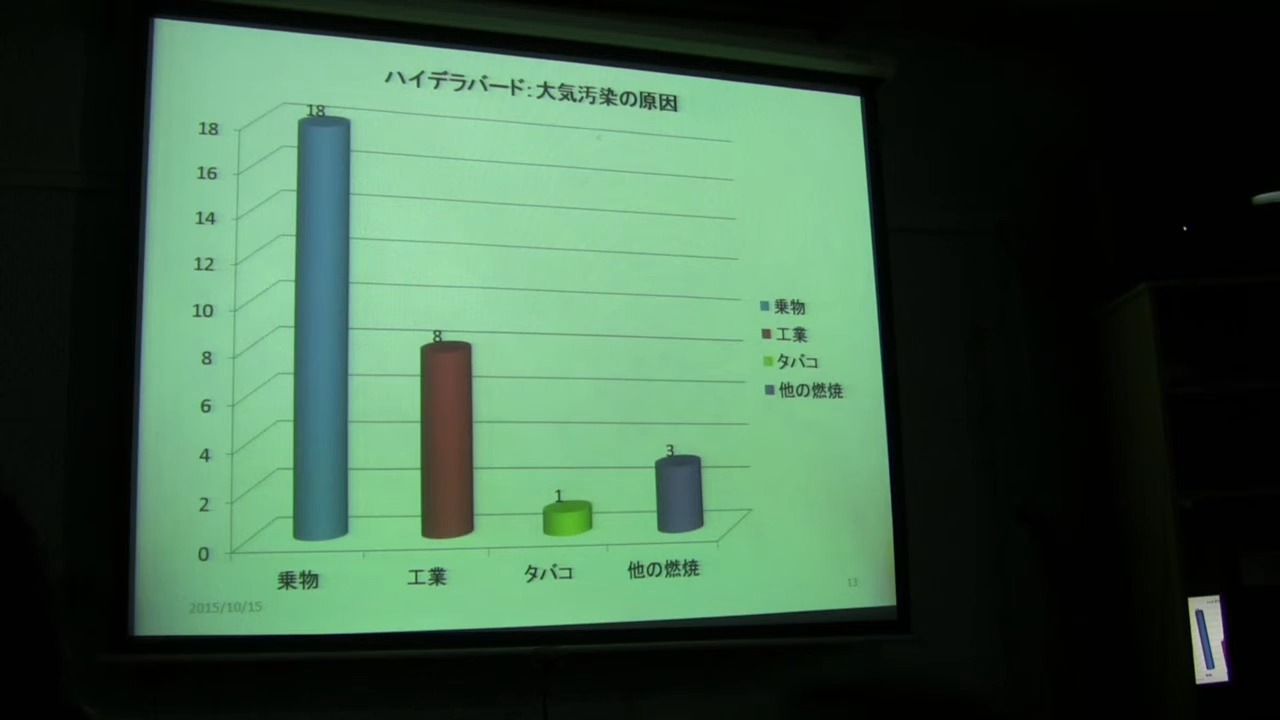 ハイデラバード:大気汚染の原因
18
16
14
12
10
8
6
4
2
0
18
8
1
3
乗物
工業
タバコ
他の燃焼
乗物
工業
タバコ
他の燃焼
2015/10/15
13